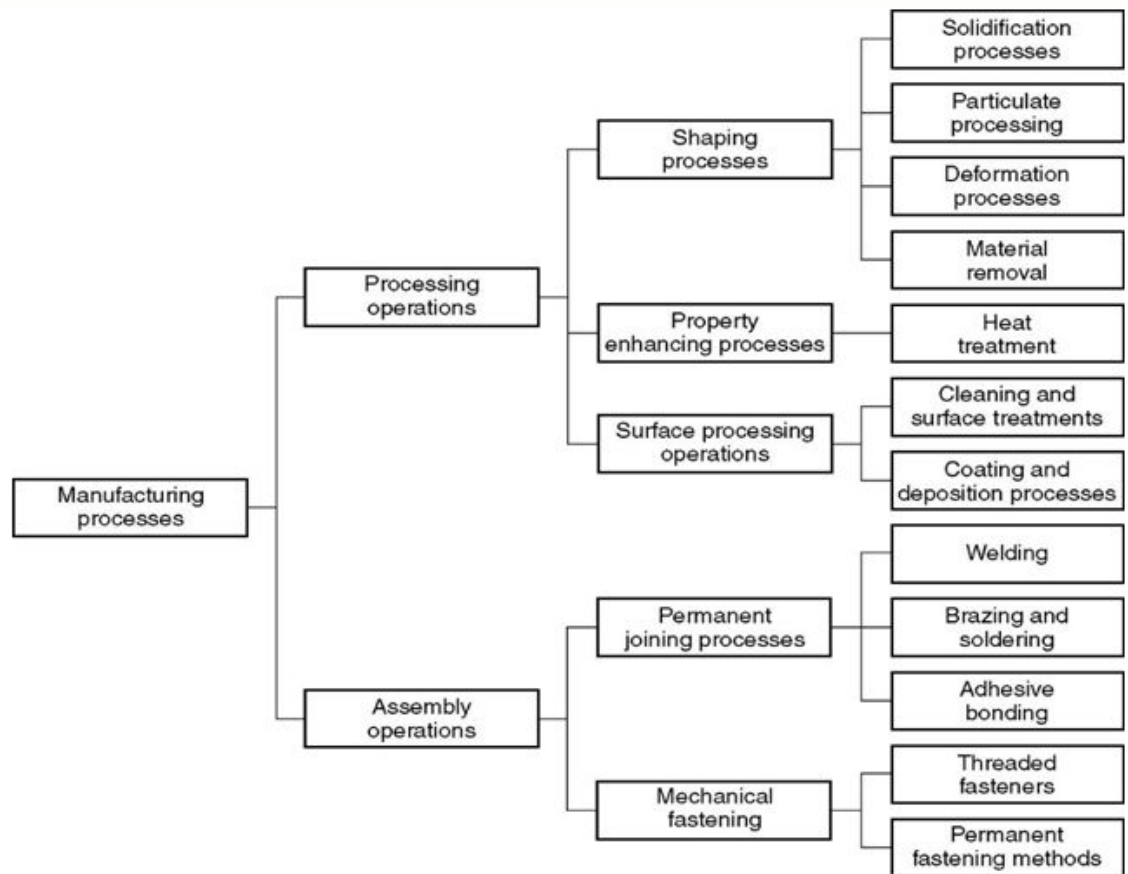 Solidification
processes
Particulate
processing
Shaping
processes
Deformation
processes
Material
removal
Processing
operations
Property
enhancing processes
Heat
treatment
Cleaning and
surface treatments
Surface processing
operations
Coating and
deposition processes
Manufacturing
processes
Welding
Permanent
joining processes
Brazing and
soldering
Assembly
operations
Adhesive
bonding
Threaded
fasteners
Mechanical
fastening
Permanent
fastening methods